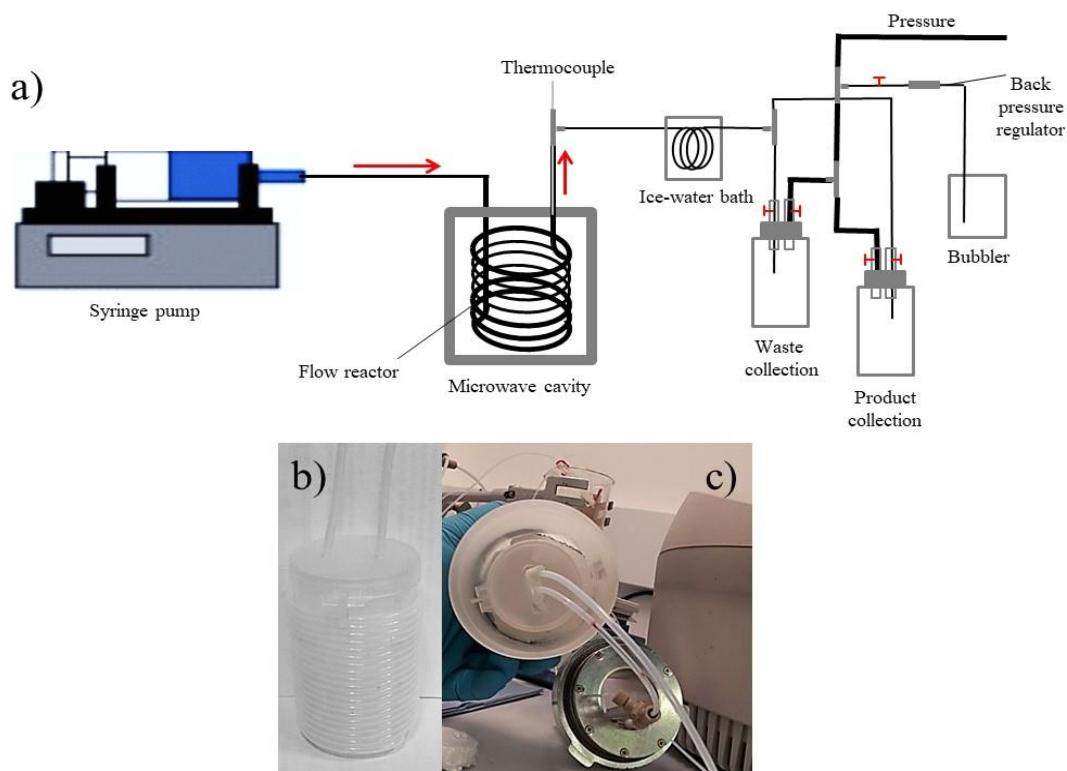 Pressure
a)
Thermocouple
Back
pressure
regulator
Ice-water bath
Syringe pump
Bubbler
Flow reactor
Microwave cavity
Waste
collection
Product
collection
b)
c)